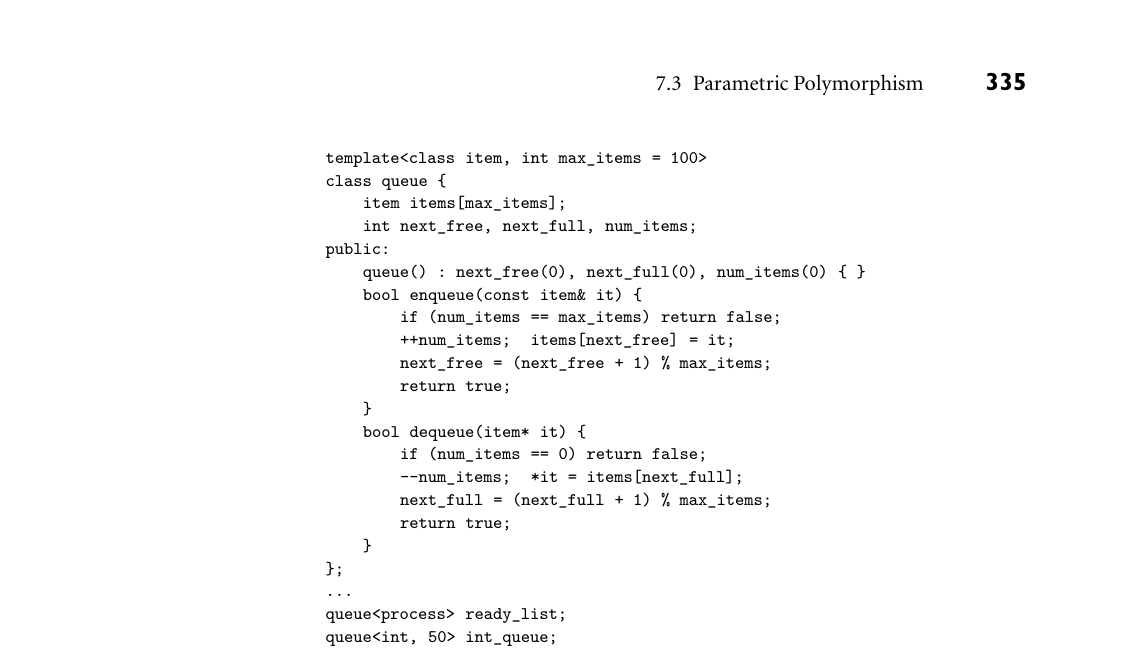 7.3 Parametric Polymorphism 335
template<class item, int max_items = 100>
class queue {
    item items[max_items];
    int next_free, next_full, num_items;
public:
    queue() : next_free(0), next_full(0), num_items(0) { }
    bool enqueue(const item& it) {
        if (num_items == max_items) return false;
        ++num_items;  items[next_free] = it;
        next_free = (next_free + 1) % max_items;
        return true;
    }
    bool dequeue(item* it) {
        if (num_items == 0) return false;
        --num_items;  *it = items[next_full];
        next_full = (next_full + 1) % max_items;
        return true;
    }
};
...
queue<process> ready_list;
queue<int, 50> int_queue;